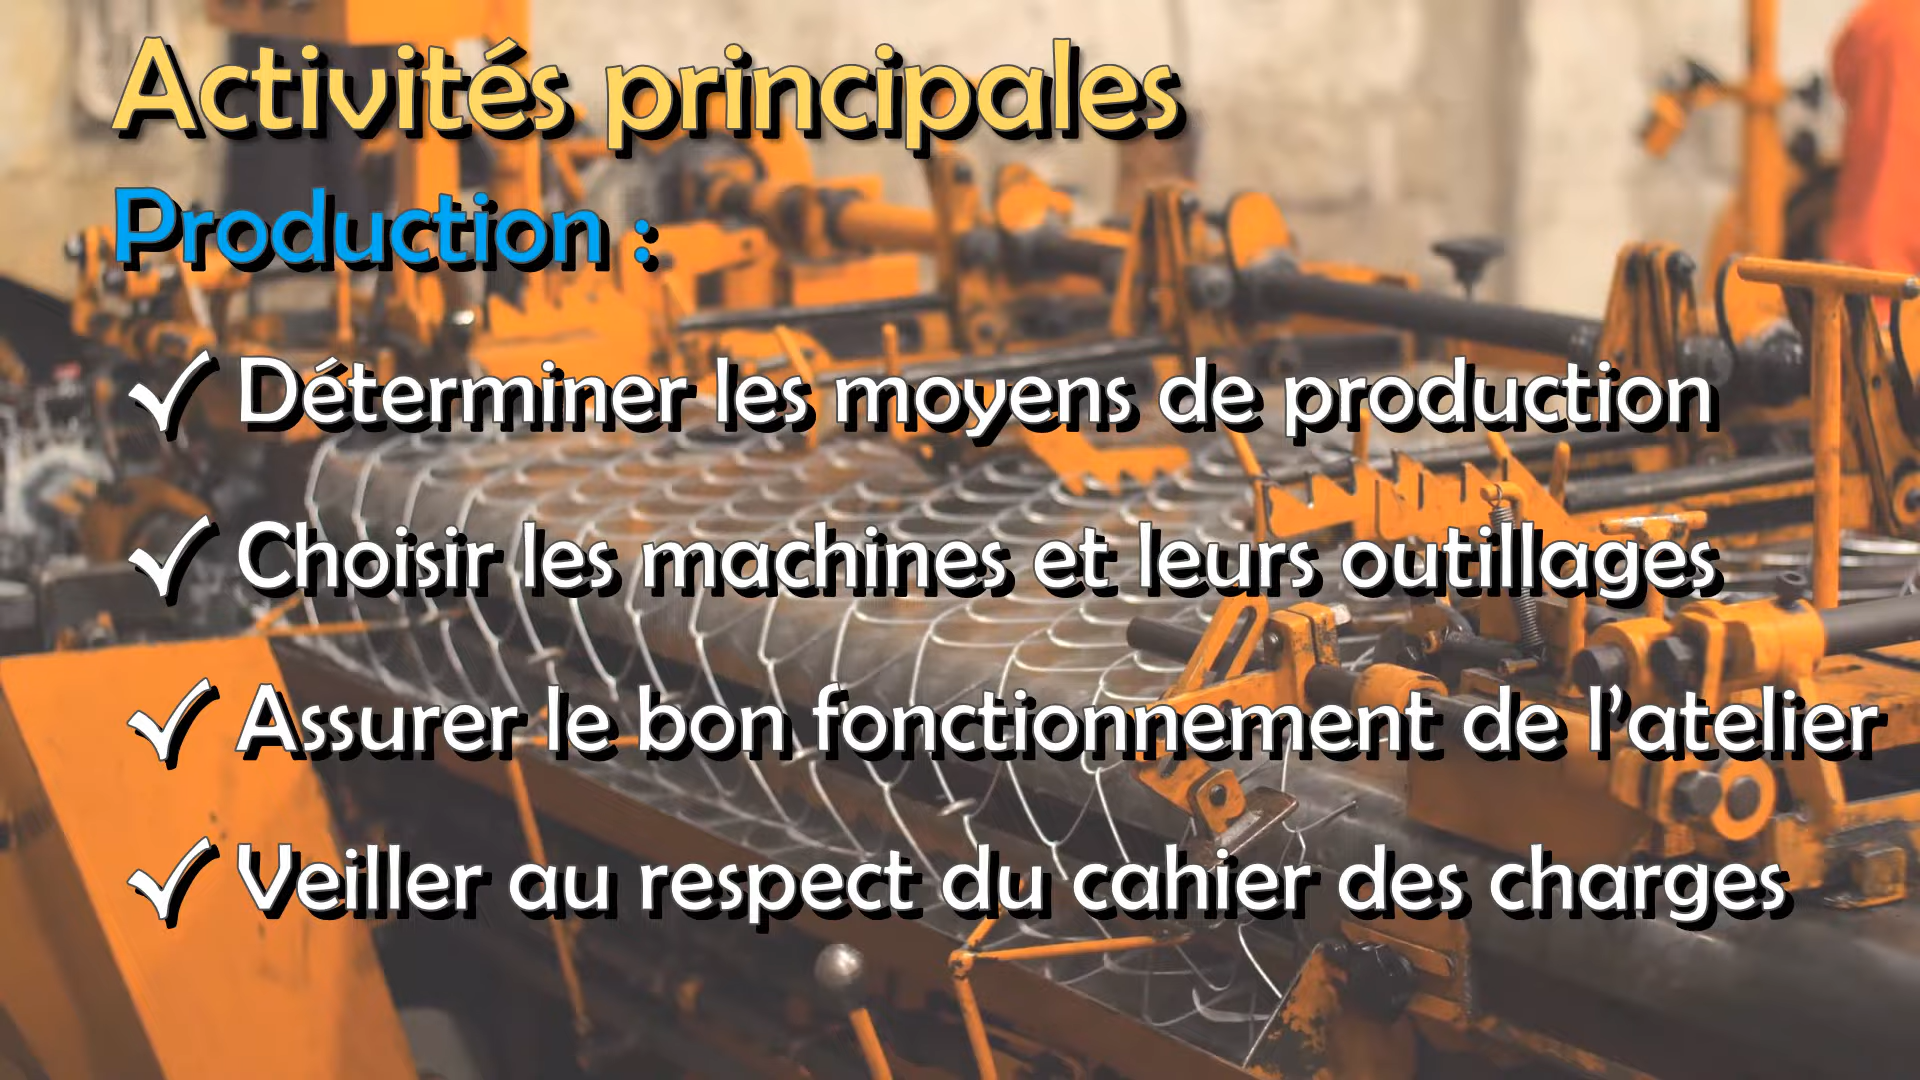 Activités principales
Production :
✓ Déterminer les moyens de production
✓ Choisir les machines et leurs outillages
✓ Assurer le bon fonctionnement de l’atelier
✓ Veiller au respect du cahier des charges